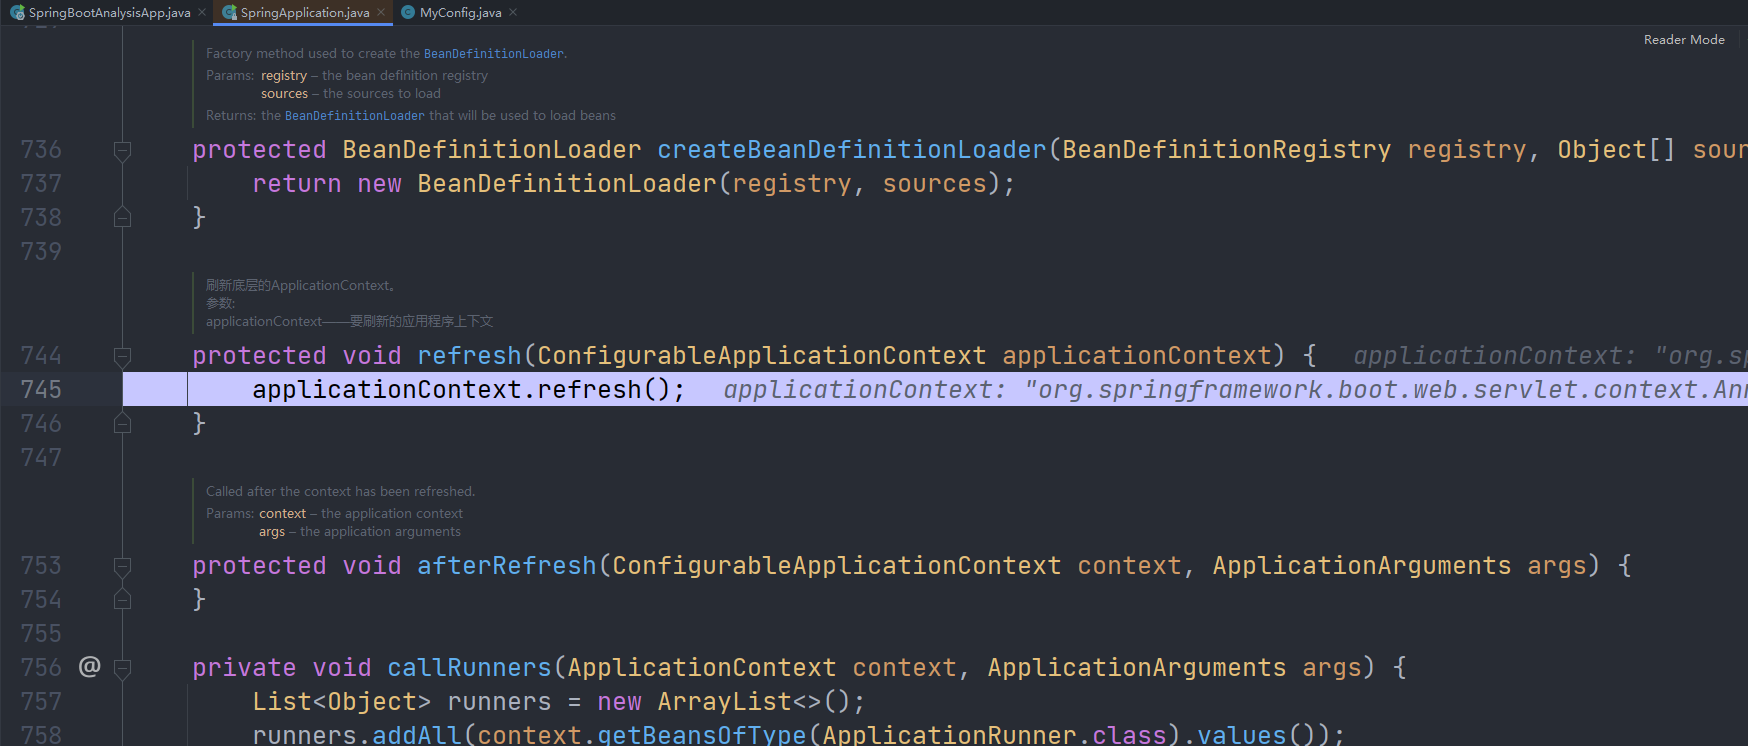 SpringBootAnalysisApp.java SpringApplication.java MyConfig.java
Reader Mode
Factory method used to create the BeanDefinitionLoader.
Params: registry – the bean definition registry
sources – the sources to load
Returns: the BeanDefinitionLoader that will be used to load beans
736 protected BeanDefinitionLoader createBeanDefinitionLoader(BeanDefinitionRegistry registry, Object[] sour
737 return new BeanDefinitionLoader(registry, sources);
738 }
739
刷新底层的ApplicationContext。
参数:
applicationContext——要刷新的应用程序上下文
744 protected void refresh(ConfigurableApplicationContext applicationContext) { applicationContext: "org.sp
745 applicationContext.refresh(); applicationContext: "org.springframework.boot.web.servlet.context.Ann
746 }
747
Called after the context has been refreshed.
Params: context – the application context
args – the application arguments
753 protected void afterRefresh(ConfigurableApplicationContext context, ApplicationArguments args) {
754 }
755
756 @ private void callRunners(ApplicationContext context, ApplicationArguments args) {
757 List<Object> runners = new ArrayList<>();
758 runners.addAll(context.getBeansOfType(ApplicationRunner.class).values());